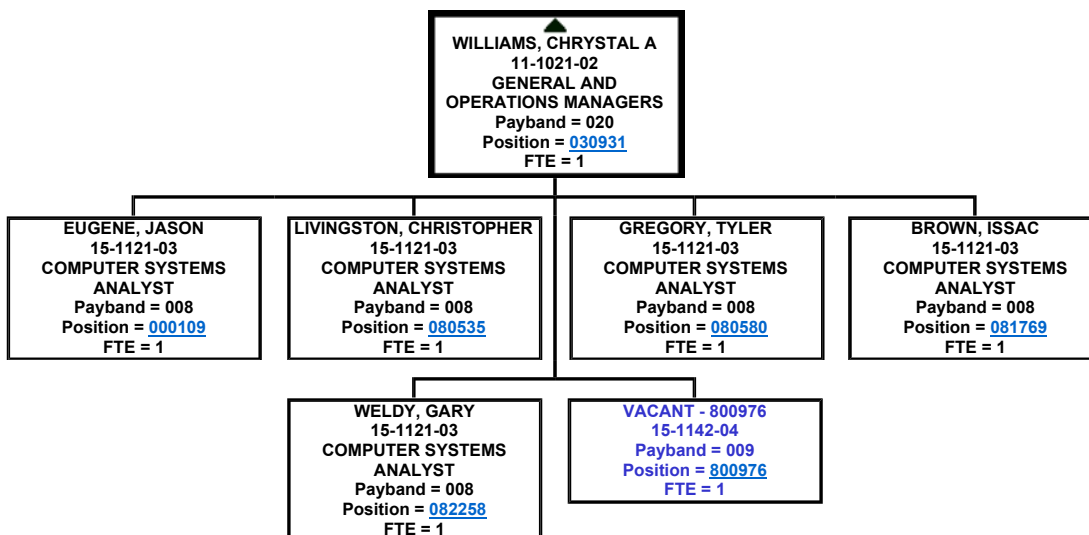 WILLIAMS, CHRYSTAL A
11-1021-02
GENERAL AND
OPERATIONS MANAGERS
Payband = 020
Position = 030931
FTE = 1
EUGENE, JASON
15-1121-03
COMPUTER SYSTEMS
ANALYST
Payband = 008
Position = 000109
FTE = 1
LIVINGSTON, CHRISTOPHER
15-1121-03
COMPUTER SYSTEMS
ANALYST
Payband = 008
Position = 080535
FTE = 1
GREGORY, TYLER
15-1121-03
COMPUTER SYSTEMS
ANALYST
Payband = 008
Position = 080580
FTE = 1
BROWN, ISSAC
15-1121-03
COMPUTER SYSTEMS
ANALYST
Payband = 008
Position = 081769
FTE = 1
WELDY, GARY
15-1121-03
COMPUTER SYSTEMS
ANALYST
Payband = 008
Position = 082258
FTE = 1
VACANT - 800976
15-1142-04
Payband = 009
Position = 800976
FTE = 1